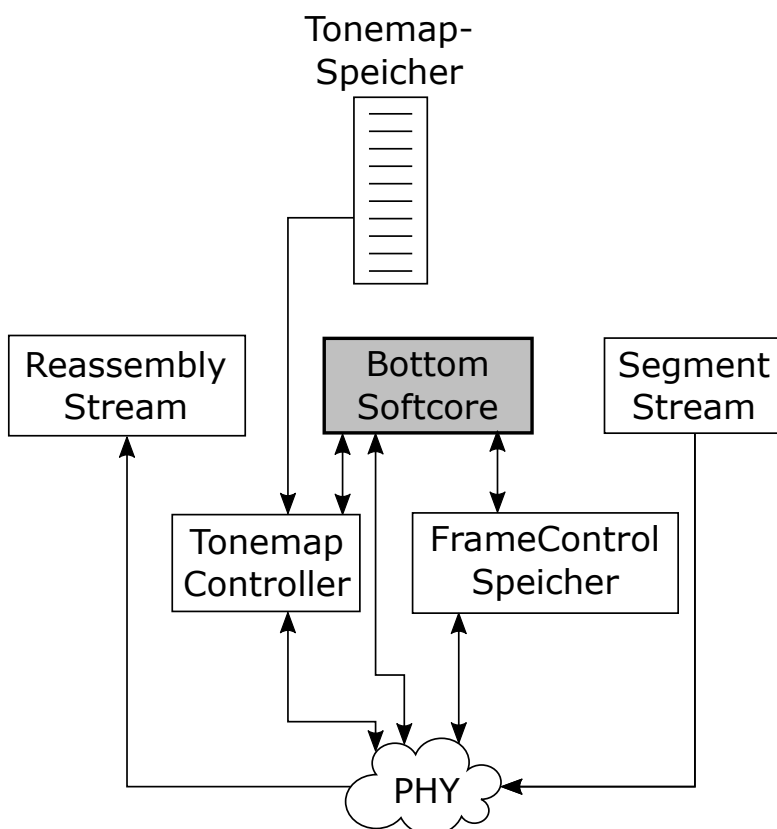 Tonemap-
Speicher
Reassembly
Stream
Bottom
Softcore
Segment
Stream
Tonemap
Controller
FrameControl
Speicher
PHY